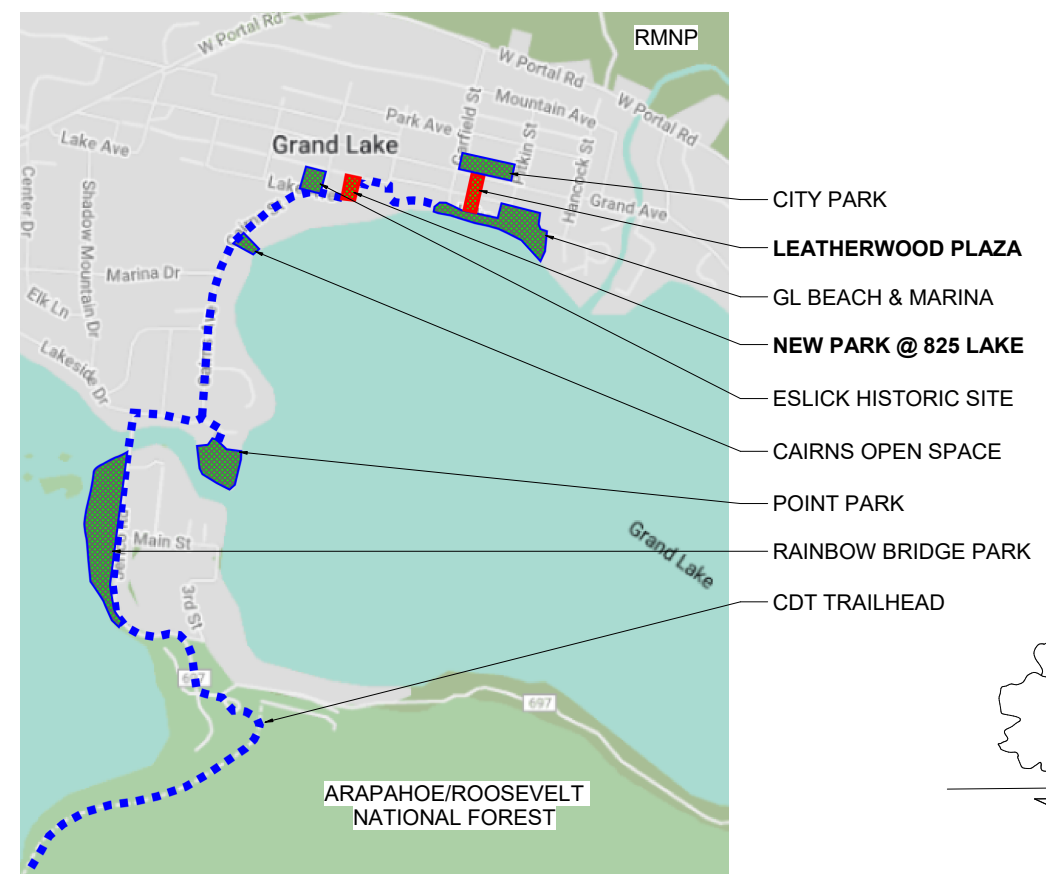 W Portal Rd
RMNP
W Portal Rd
Mountain Ave
W Portal Rd
Park Ave
Garfield St
Pitkin St
Hancock St
Lake Ave
Grand Lake
Grand Ave
Center Dr
Shadow Mountain Dr
Lake
Marina Dr
Elk Ln
Lakeside Dr
Main St
3rd St
Grand Lake
697
697
ARAPAHOE/ROOSEVELT
NATIONAL FOREST
CITY PARK
LEATHERWOOD PLAZA
GL BEACH & MARINA
NEW PARK @ 825 LAKE
ESLICK HISTORIC SITE
CAIRNS OPEN SPACE
POINT PARK
RAINBOW BRIDGE PARK
CDT TRAILHEAD